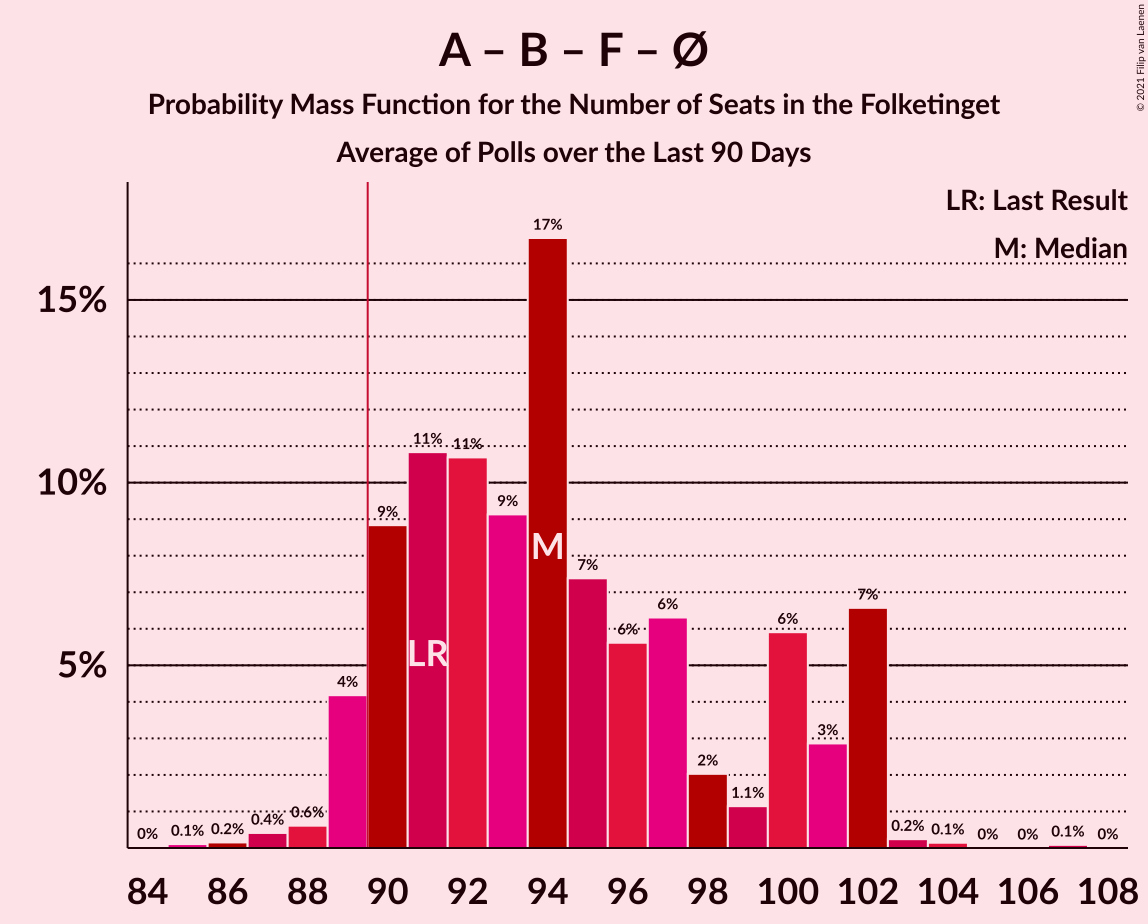 A – B – F – Ø
Probability Mass Function for the Number of Seats in the Folketinget
Average of Polls over the Last 90 Days
© 2021 Filip van Laenen
LR: Last Result
M: Median
17%
15%
11% 11%
10%
9% 9%
M
7% 7%
6% 6% 6%
LR
5%
4%
3%
2%
1.1%
0% 0.1% 0.2% 0.4% 0.6% 0.2% 0.1% 0% 0% 0.1% 0%
84 86 88 90 92 94 96 98 100 102 104 106 108